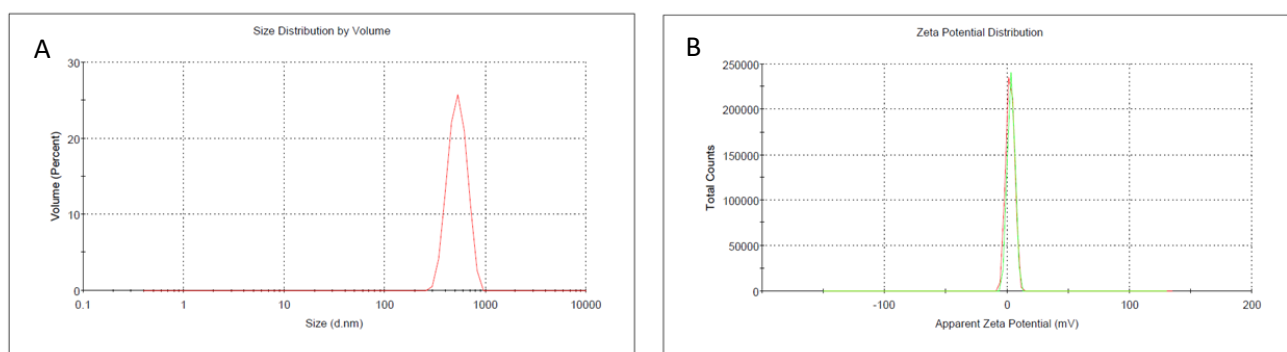 A
Size Distribution by Volume
Volume (Percent)
30
20
10
0
0.1 1 10 100 1000 10000
Size (d.nm)
B
Zeta Potential Distribution
Total Counts
250000
200000
150000
100000
50000
0
-100 0 100 200
Apparent Zeta Potential (mV)